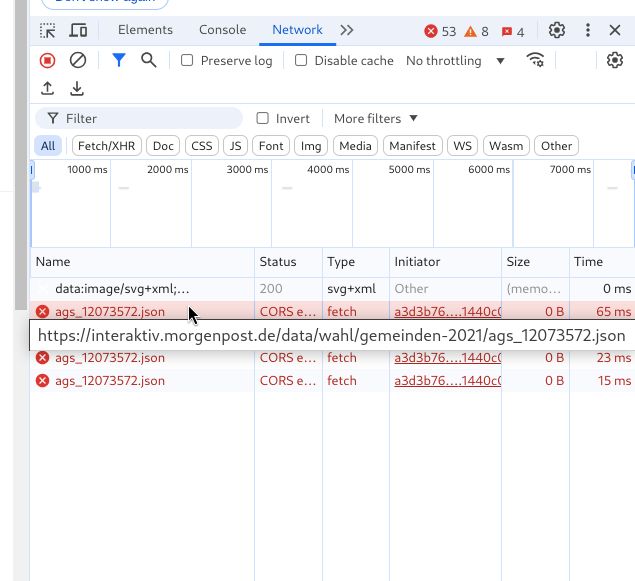 Elements Console Network 53 8 4
Preserve log Disable cache No throttling
Filter Invert More filters
All Fetch/XHR Doc CSS JS Font Img Media Manifest WS Wasm Other
1000 ms 2000 ms 3000 ms 4000 ms 5000 ms 6000 ms 7000 ms
Name Status Type Initiator Size Time
data:image/svg+xml;… 200 svg+xml Other (memo… 0 ms
ags_12073572.json CORS e… fetch a3d3b76….1440c0 0 B 65 ms
https://interaktiv.morgenpost.de/data/wahl/gemeinden-2021/ags_12073572.json
ags_12073572.json CORS e… fetch a3d3b76….1440c0 0 B 23 ms
ags_12073572.json CORS e… fetch a3d3b76….1440c0 0 B 15 ms